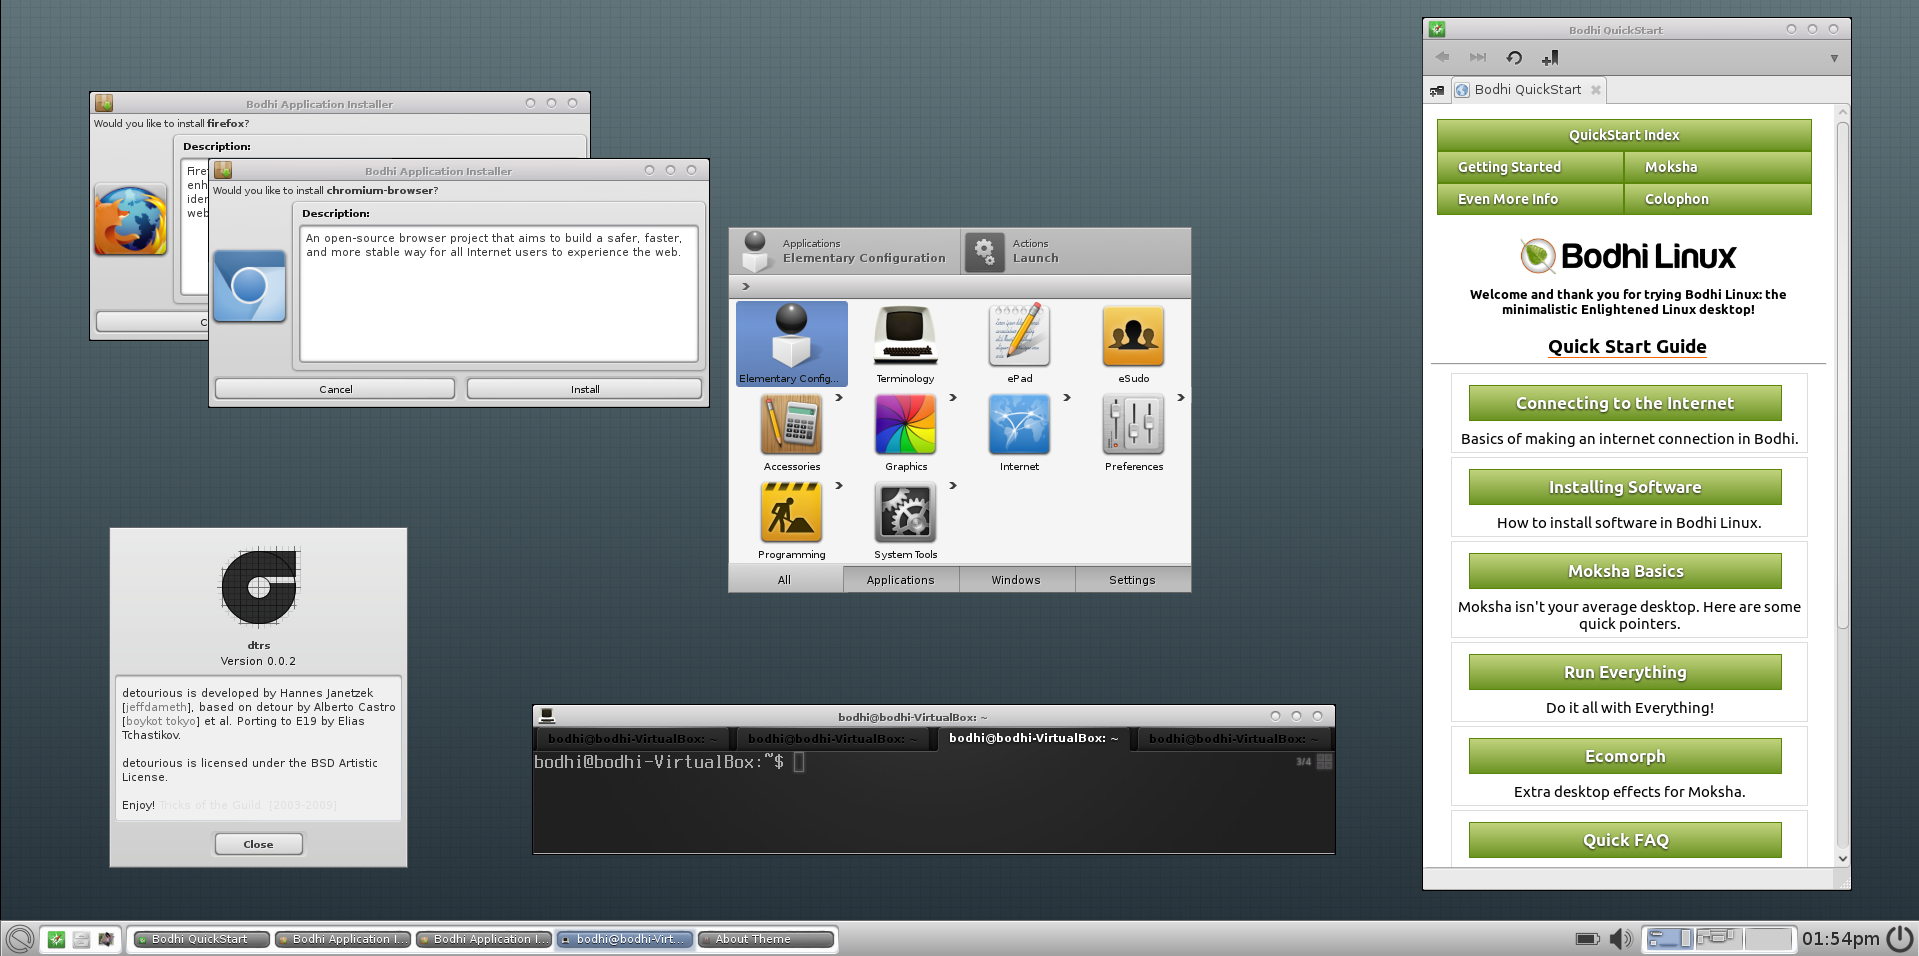 Bodhi Application Installer
Would you like to install firefox?
Description:
Bodhi Application Installer
Would you like to install chromium-browser?
Description:
An open-source browser project that aims to build a safer, faster,
and more stable way for all Internet users to experience the web.
Cancel
Install
Applications
Elementary Configuration
Actions
Launch
Elementary Config...
Terminology
ePad
eSudo
Accessories
Graphics
Internet
Preferences
Programming
System Tools
All
Applications
Windows
Settings
dtrs
Version 0.0.2
detourious is developed by Hannes Janetzek
[jeffdameth], based on detour by Alberto Castro
[boykot tokyo] et al. Porting to E19 by Elias
Tchastikov.
detourious is licensed under the BSD Artistic
License.
Enjoy! Tricks of the Guild. [2003-2009]
Close
bodhi@bodhi-VirtualBox: ~
bodhi@bodhi-VirtualBox: ~
bodhi@bodhi-VirtualBox: ~
bodhi@bodhi-VirtualBox: ~
bodhi@bodhi-VirtualBox: ~
bodhi@bodhi-VirtualBox:~$
3/4
Bodhi QuickStart
Bodhi QuickStart
QuickStart Index
Getting Started
Moksha
Even More Info
Colophon
Bodhi Linux
Welcome and thank you for trying Bodhi Linux: the
minimalistic Enlightened Linux desktop!
Quick Start Guide
Connecting to the Internet
Basics of making an internet connection in Bodhi.
Installing Software
How to install software in Bodhi Linux.
Moksha Basics
Moksha isn't your average desktop. Here are some
quick pointers.
Run Everything
Do it all with Everything!
Ecomorph
Extra desktop effects for Moksha.
Quick FAQ
Bodhi QuickStart
Bodhi Application I...
Bodhi Application I...
bodhi@bodhi-Virt...
About Theme
01:54pm